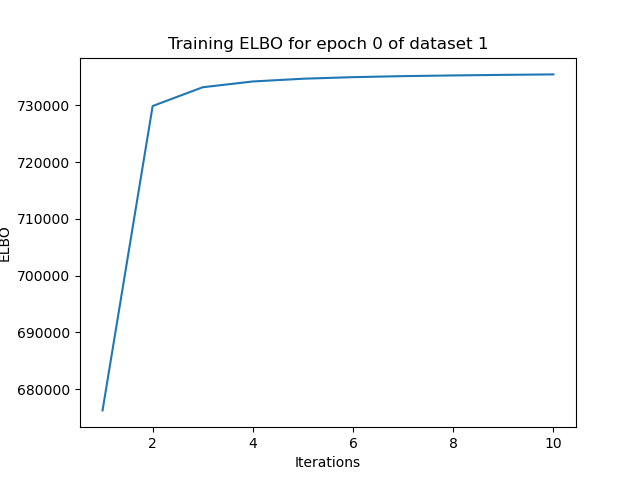 Training ELBO for epoch 0 of dataset 1
730000
720000
710000
700000
690000
680000
ELBO
2 4 6 8 10
Iterations